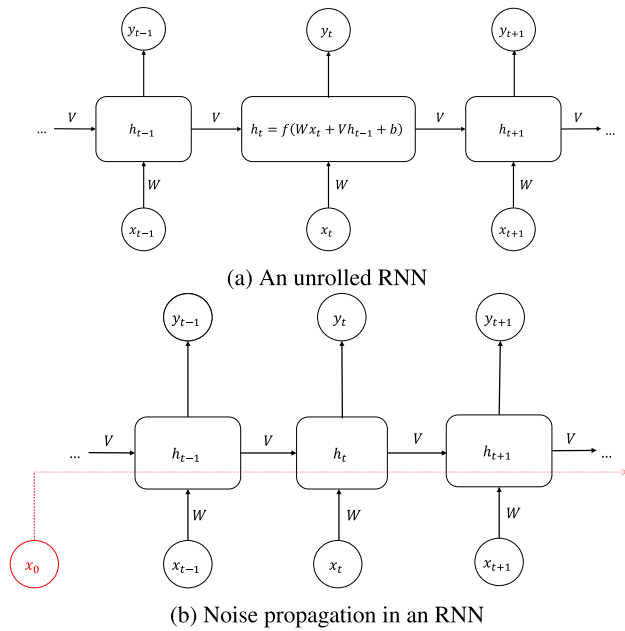 y_{t-1} y_t y_{t+1}
V V V V
... h_{t-1} h_t = f(Wx_t + Vh_{t-1} + b) h_{t+1} ...
W W W
x_{t-1} x_t x_{t+1}
(a) An unrolled RNN
y_{t-1} y_t y_{t+1}
V V V V
... h_{t-1} h_t h_{t+1} ...
W W W
x_0 x_{t-1} x_t x_{t+1}
(b) Noise propagation in an RNN